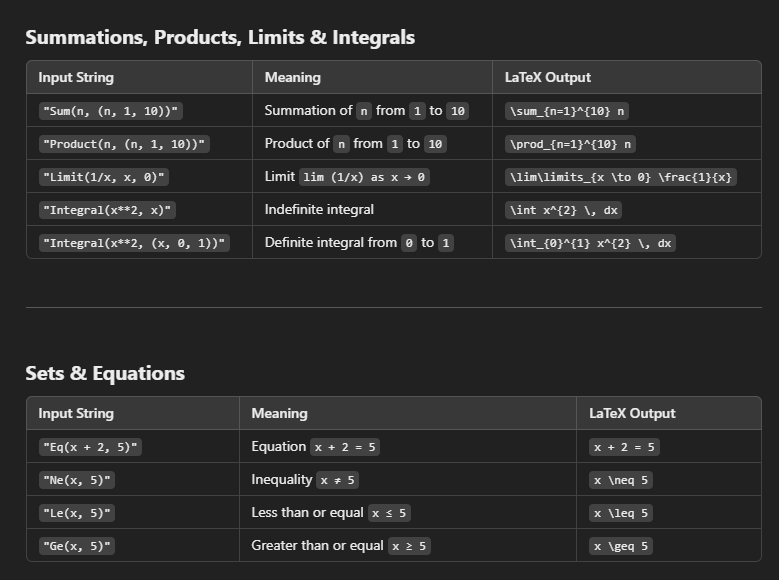 Summations, Products, Limits & Integrals
Input String Meaning LaTeX Output
"Sum(n, (n, 1, 10))" Summation of n from 1 to 10 \sum_{n=1}^{10} n
"Product(n, (n, 1, 10))" Product of n from 1 to 10 \prod_{n=1}^{10} n
"Limit(1/x, x, 0)" Limit lim (1/x) as x → 0 \lim\limits_{x \to 0} \frac{1}{x}
"Integral(x**2, x)" Indefinite integral \int x^{2} \, dx
"Integral(x**2, (x, 0, 1))" Definite integral from 0 to 1 \int_{0}^{1} x^{2} \, dx
Sets & Equations
Input String Meaning LaTeX Output
"Eq(x + 2, 5)" Equation x + 2 = 5 x + 2 = 5
"Ne(x, 5)" Inequality x ≠ 5 x \neq 5
"Le(x, 5)" Less than or equal x ≤ 5 x \leq 5
"Ge(x, 5)" Greater than or equal x ≥ 5 x \geq 5